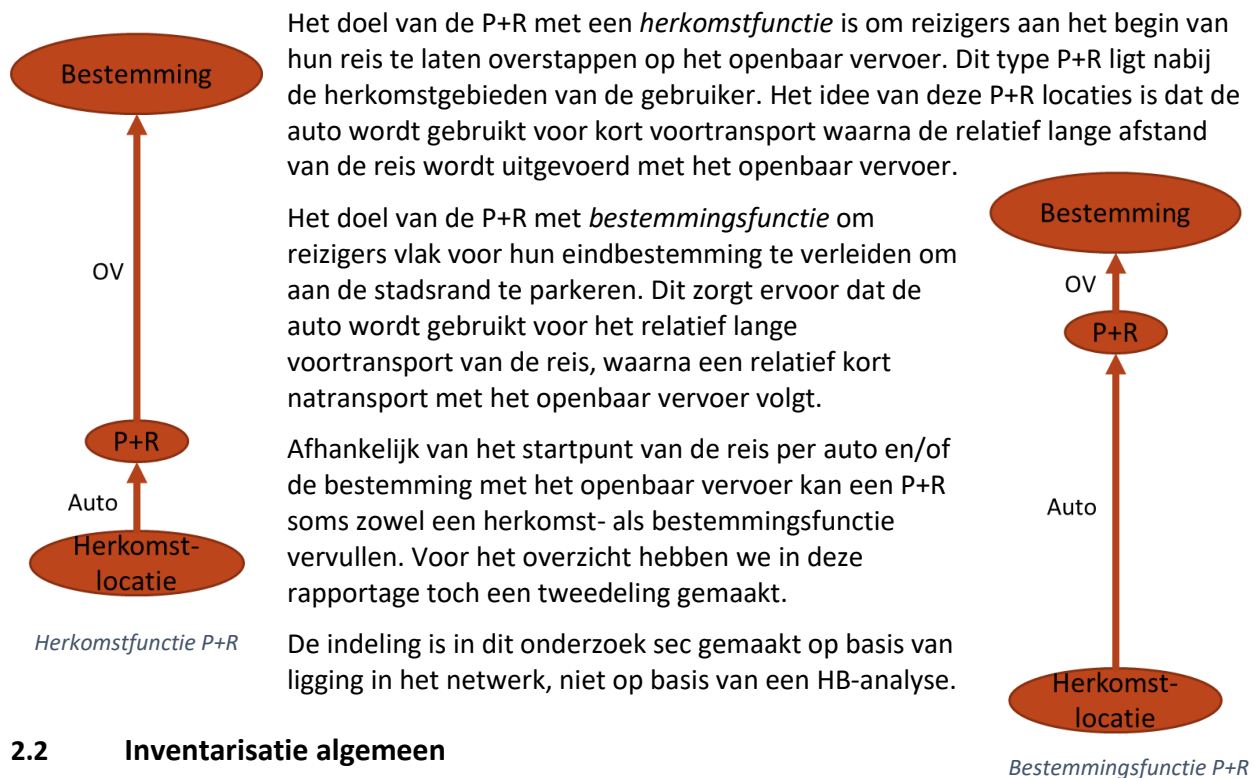 Het doel van de P+R met een herkomstfunctie is om reizigers aan het begin van
hun reis te laten overstappen op het openbaar vervoer. Dit type P+R ligt nabij
de herkomstgebieden van de gebruiker. Het idee van deze P+R locaties is dat de
auto wordt gebruikt voor kort voortransport waarna de relatief lange afstand
van de reis wordt uitgevoerd met het openbaar vervoer.
Bestemming
OV
P+R
Auto
Herkomst-
locatie
Herkomstfunctie P+R
Het doel van de P+R met bestemmingsfunctie om
reizigers vlak voor hun eindbestemming te verleiden om
aan de stadsrand te parkeren. Dit zorgt ervoor dat de
auto wordt gebruikt voor het relatief lange
voortransport van de reis, waarna een relatief kort
natransport met het openbaar vervoer volgt.
Afhankelijk van het startpunt van de reis per auto en/of
de bestemming met het openbaar vervoer kan een P+R
soms zowel een herkomst- als bestemmingsfunctie
vervullen. Voor het overzicht hebben we in deze
rapportage toch een tweedeling gemaakt.
De indeling is in dit onderzoek sec gemaakt op basis van
ligging in het netwerk, niet op basis van een HB-analyse.
Bestemming
OV
P+R
Auto
Herkomst-
locatie
Bestemmingsfunctie P+R
2.2 Inventarisatie algemeen